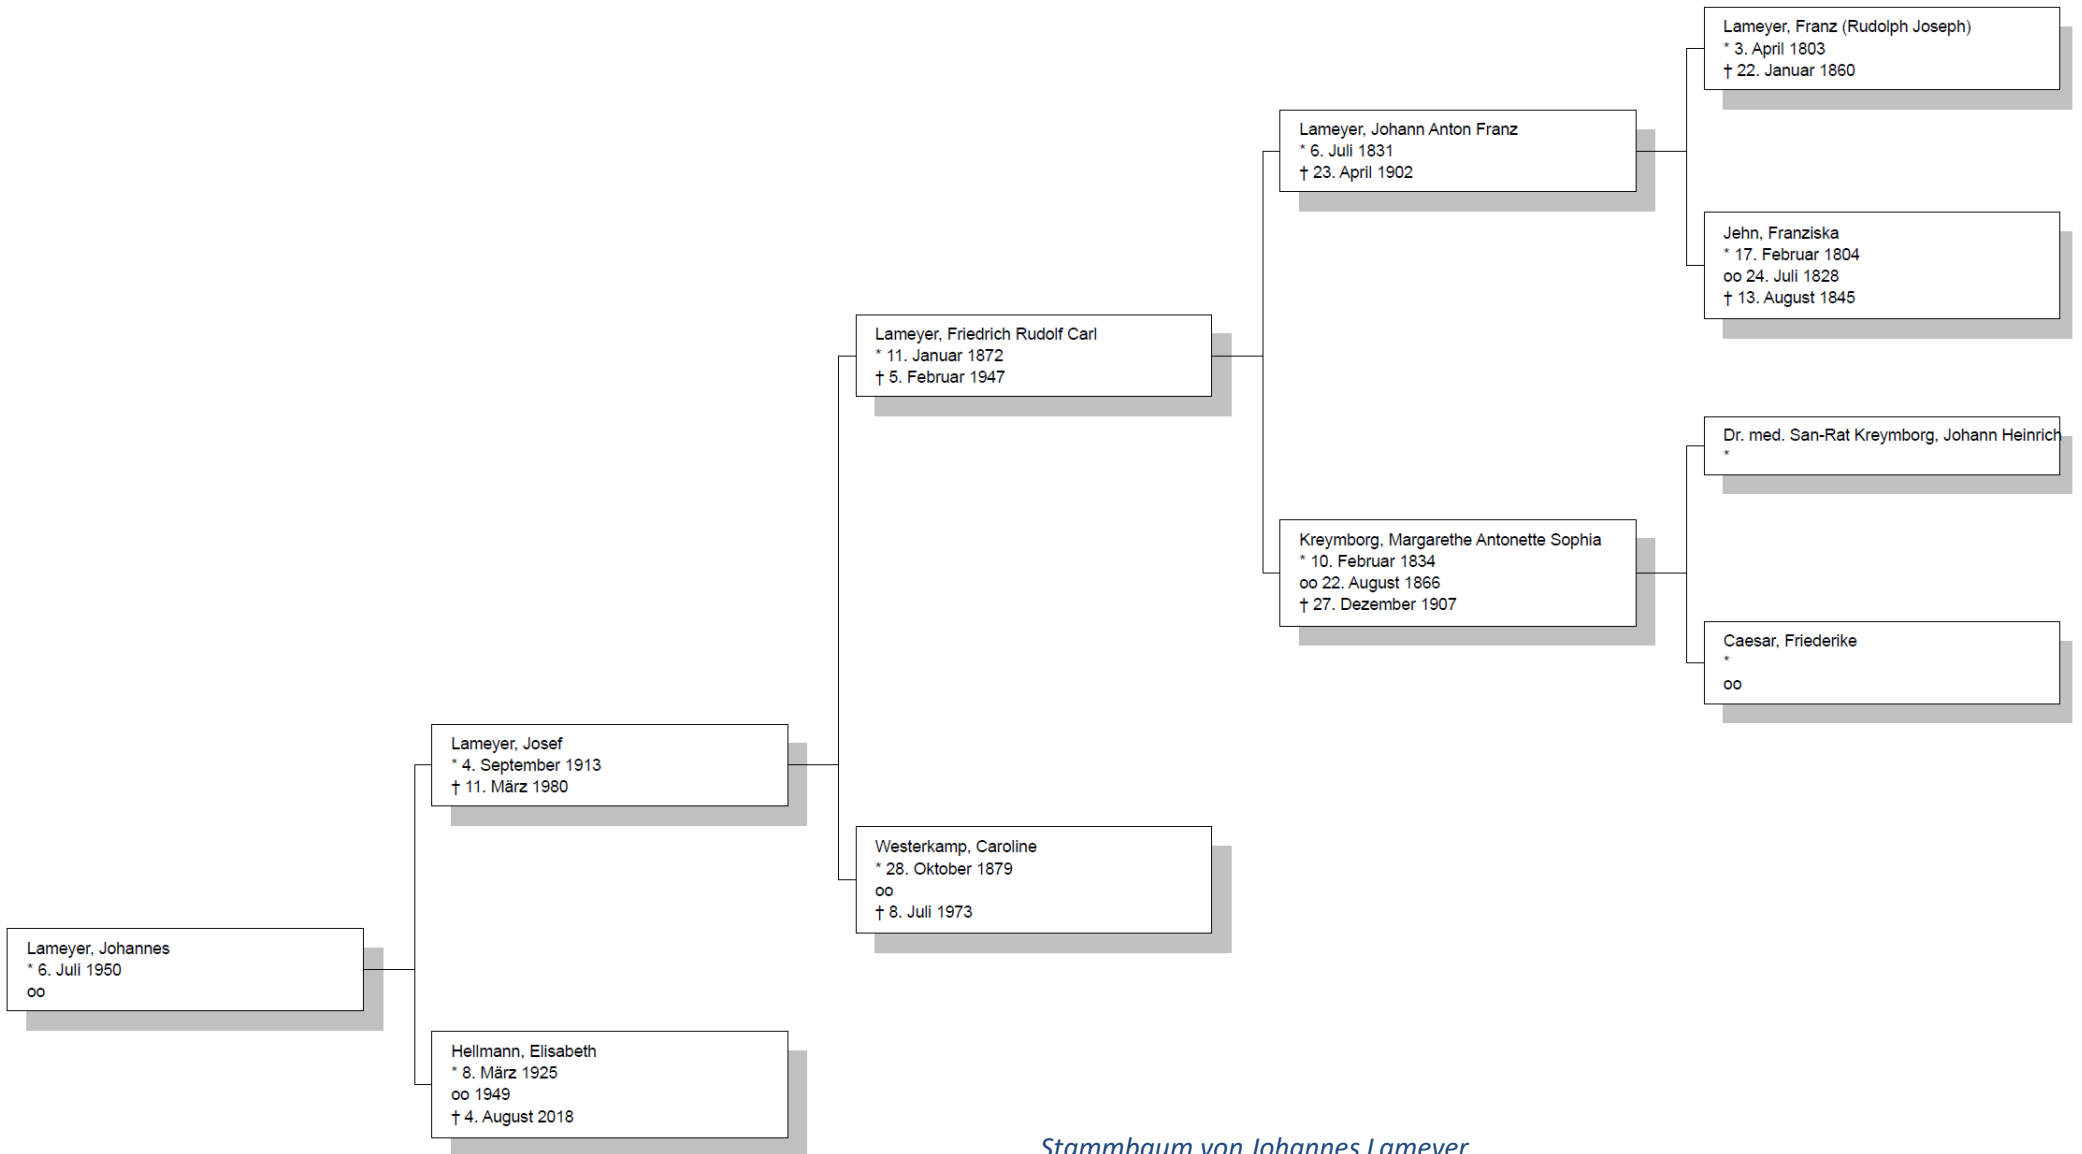 Lameyer, Franz (Rudolph Joseph)
* 3. April 1803
† 22. Januar 1860
Lameyer, Johann Anton Franz
* 6. Juli 1831
† 23. April 1902
Jehn, Franziska
* 17. Februar 1804
oo 24. Juli 1828
† 13. August 1845
Lameyer, Friedrich Rudolf Carl
* 11. Januar 1872
† 5. Februar 1947
Dr. med. San-Rat Kreymborg, Johann Heinrich
*
Kreymborg, Margarethe Antonette Sophia
* 10. Februar 1834
oo 22. August 1866
† 27. Dezember 1907
Caesar, Friederike
*
oo
Lameyer, Josef
* 4. September 1913
† 11. März 1980
Westerkamp, Caroline
* 28. Oktober 1879
oo
† 8. Juli 1973
Lameyer, Johannes
* 6. Juli 1950
oo
Hellmann, Elisabeth
* 8. März 1925
oo 1949
† 4. August 2018
Stammbaum von Johannes Lameyer